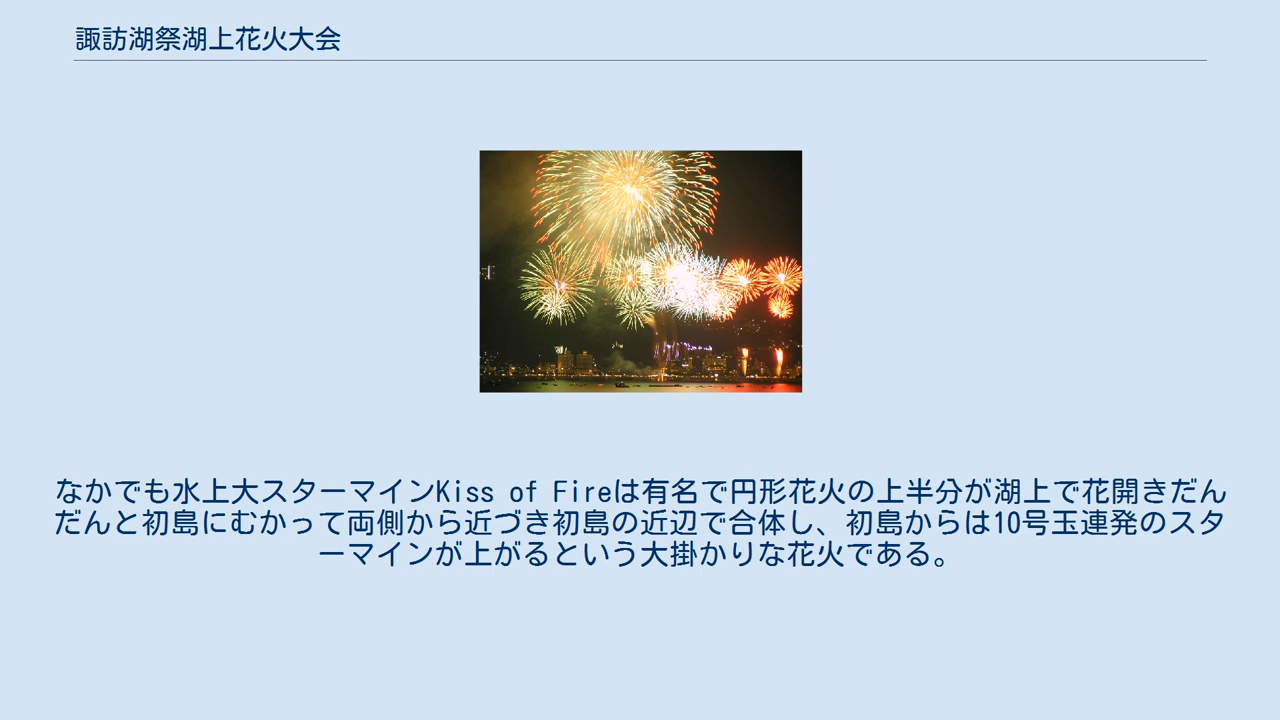 諏訪湖祭湖上花火大会
なかでも水上大スターマインKiss of Fireは有名で円形花火の上半分が湖上で花開きだん
だんと初島にむかって両側から近づき初島の近辺で合体し、初島からは10号玉連発のスタ
ーマインが上がるという大掛かりな花火である。